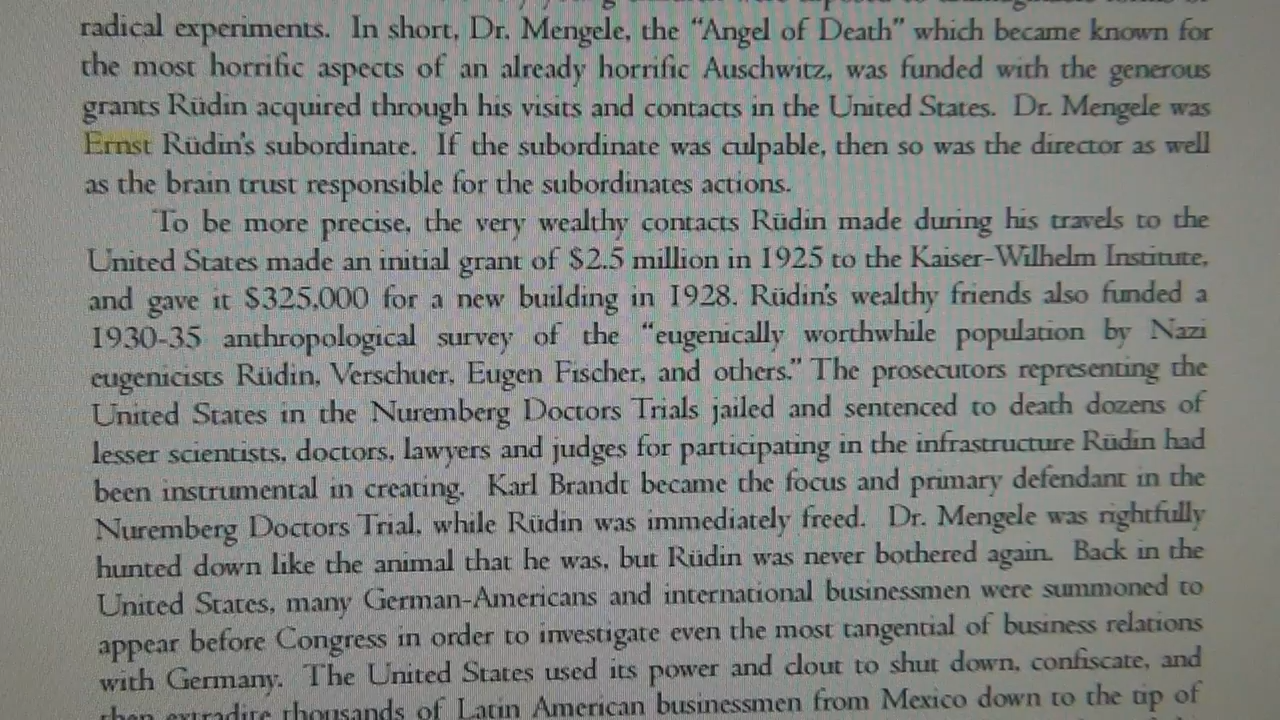 radical experiments. In short, Dr. Mengele, the “Angel of Death” which became known for
the most horrific aspects of an already horrific Auschwitz, was funded with the generous
grants Rüdin acquired through his visits and contacts in the United States. Dr. Mengele was
Ernst Rüdin's subordinate. If the subordinate was culpable, then so was the director as well
as the brain trust responsible for the subordinates actions.
To be more precise, the very wealthy contacts Rüdin made during his travels to the
United States made an initial grant of $2.5 million in 1925 to the Kaiser-Wilhelm Institute,
and gave it $325,000 for a new building in 1928. Rüdin's wealthy friends also funded a
1930-35 anthropological survey of the “eugenically worthwhile population by Nazi
eugenicists Rüdin, Verschuer, Eugen Fischer, and others.” The prosecutors representing the
United States in the Nuremberg Doctors Trials jailed and sentenced to death dozens of
lesser scientists, doctors, lawyers and judges for participating in the infrastructure Rüdin had
been instrumental in creating. Karl Brandt became the focus and primary defendant in the
Nuremberg Doctors Trial, while Rüdin was immediately freed. Dr. Mengele was rightfully
hunted down like the animal that he was, but Rüdin was never bothered again. Back in the
United States, many German-Americans and international businessmen were summoned to
appear before Congress in order to investigate even the most tangential of business relations
with Germany. The United States used its power and clout to shut down, confiscate, and
then extradite thousands of Latin American businessmen from Mexico down to the tip of